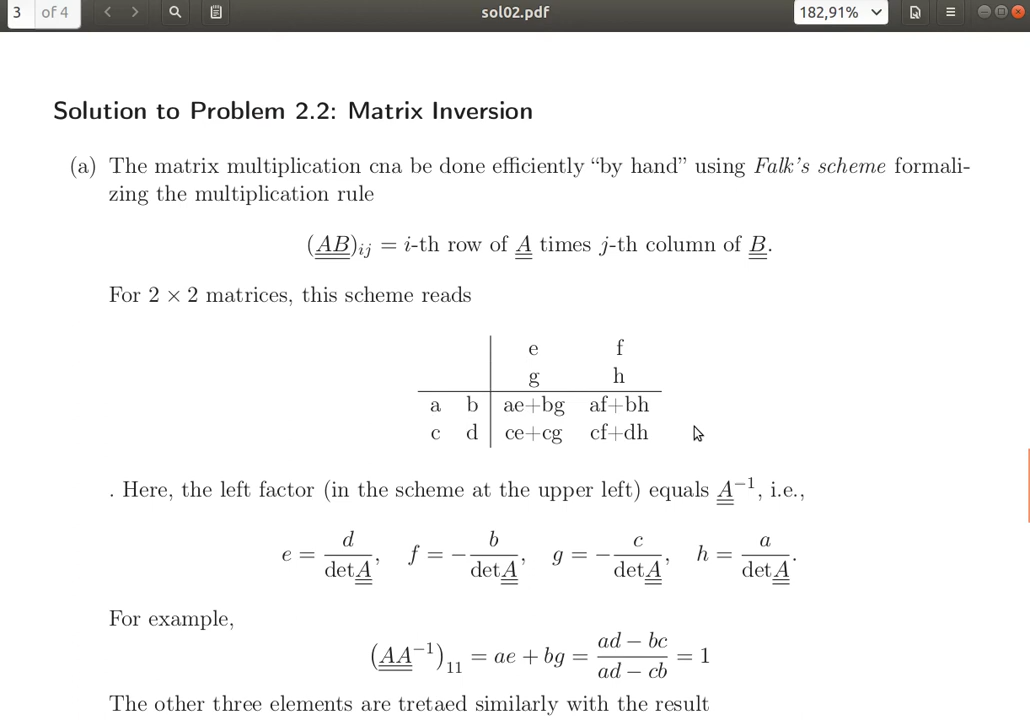 3 of 4 sol02.pdf 182,91%
Solution to Problem 2.2: Matrix Inversion
(a) The matrix multiplication cna be done efficiently “by hand” using Falk’s scheme formali-
zing the multiplication rule
(AB)ij = i-th row of A times j-th column of B.
For 2 × 2 matrices, this scheme reads
e f
g h
a b ae+bg af+bh
c d ce+cg cf+dh
. Here, the left factor (in the scheme at the upper left) equals A⁻¹, i.e.,
e = d/detA, f = −b/detA, g = −c/detA, h = a/detA.
For example,
(AA⁻¹)₁₁ = ae + bg = (ad − bc)/(ad − cb) = 1
The other three elements are tretaed similarly with the result